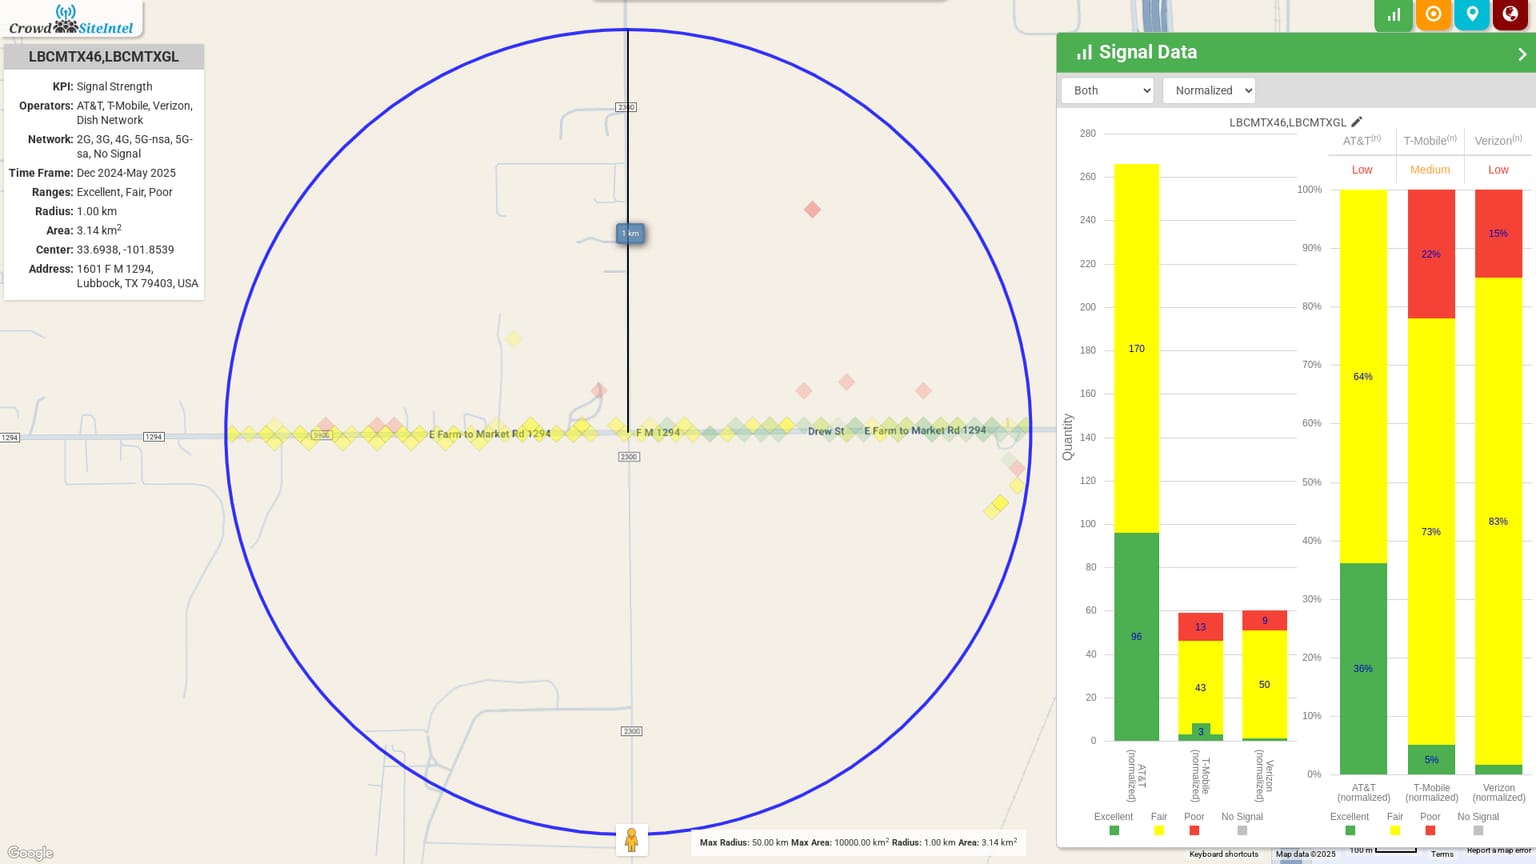 CrowdSiteIntel
LBCMTX46,LBCMTXGL
KPI: Signal Strength
Operators: AT&T, T-Mobile, Verizon,
Dish Network
Network: 2G, 3G, 4G, 5G-nsa, 5G-
sa, No Signal
Time Frame: Dec 2024-May 2025
Ranges: Excellent, Fair, Poor
Radius: 1.00 km
Area: 3.14 km²
Center: 33.6938, -101.8539
Address: 1601 F M 1294,
Lubbock, TX 79403, USA
2300
1 km
1294
1294
5900
E Farm to Market Rd 1294
F M 1294
Drew St
E Farm to Market Rd 1294
2300
2300
Google
Max Radius: 50.00 km Max Area: 10000.00 km² Radius: 1.00 km Area: 3.14 km²
Signal Data
Both
Normalized
LBCMTX46,LBCMTXGL
Quantity
280
260
240
220
200
180
160
140
120
100
80
60
40
20
0
170
96
13
43
3
9
50
AT&T
(normalized)
T-Mobile
(normalized)
Verizon
(normalized)
Excellent
Fair
Poor
No Signal
AT&T(n)
T-Mobile(n)
Verizon(n)
Low
Medium
Low
100%
90%
80%
70%
60%
50%
40%
30%
20%
10%
0%
64%
36%
22%
73%
5%
15%
83%
AT&T
(normalized)
T-Mobile
(normalized)
Verizon
(normalized)
Excellent
Fair
Poor
No Signal
Keyboard shortcuts
Map data ©2025
100 m
Terms
Report a map error